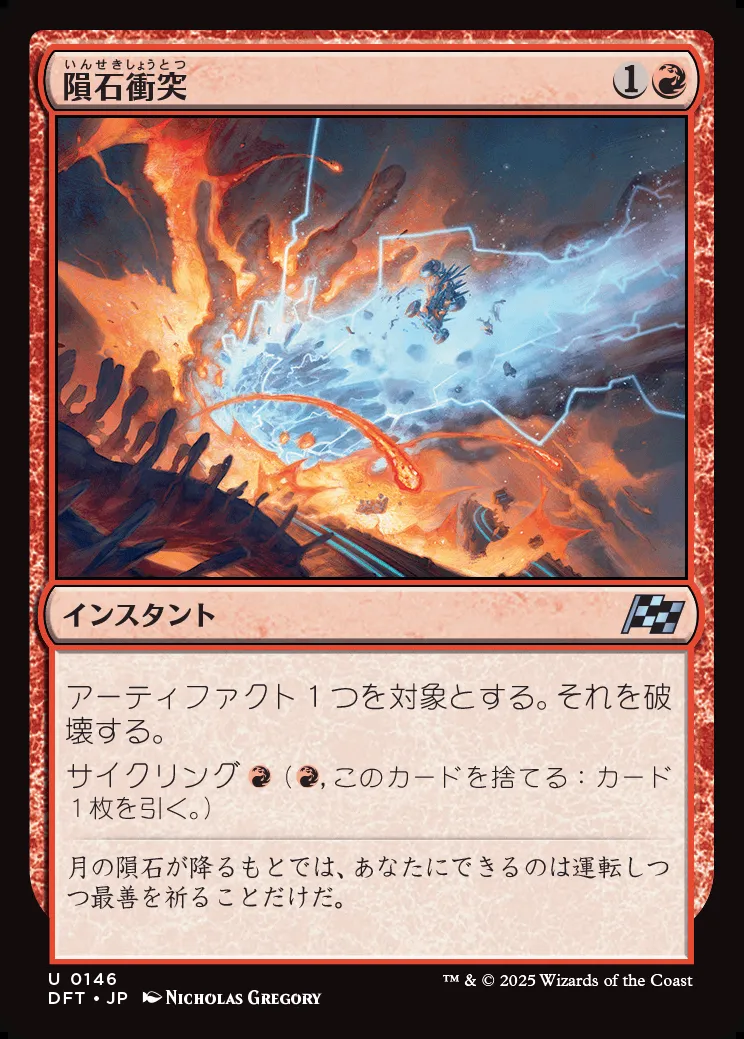 いんせきしょうとつ
隕石衝突
1
インスタント
アーティファクト1つを対象とする。それを破
壊する。
サイクリング(,このカードを捨てる:カード
1枚を引く。)
月の隕石が降るもとでは、あなたにできるのは運転しつ
つ最善を祈ることだけだ。
U 0146
DFT • JP NICHOLAS GREGORY
™ & © 2025 Wizards of the Coast